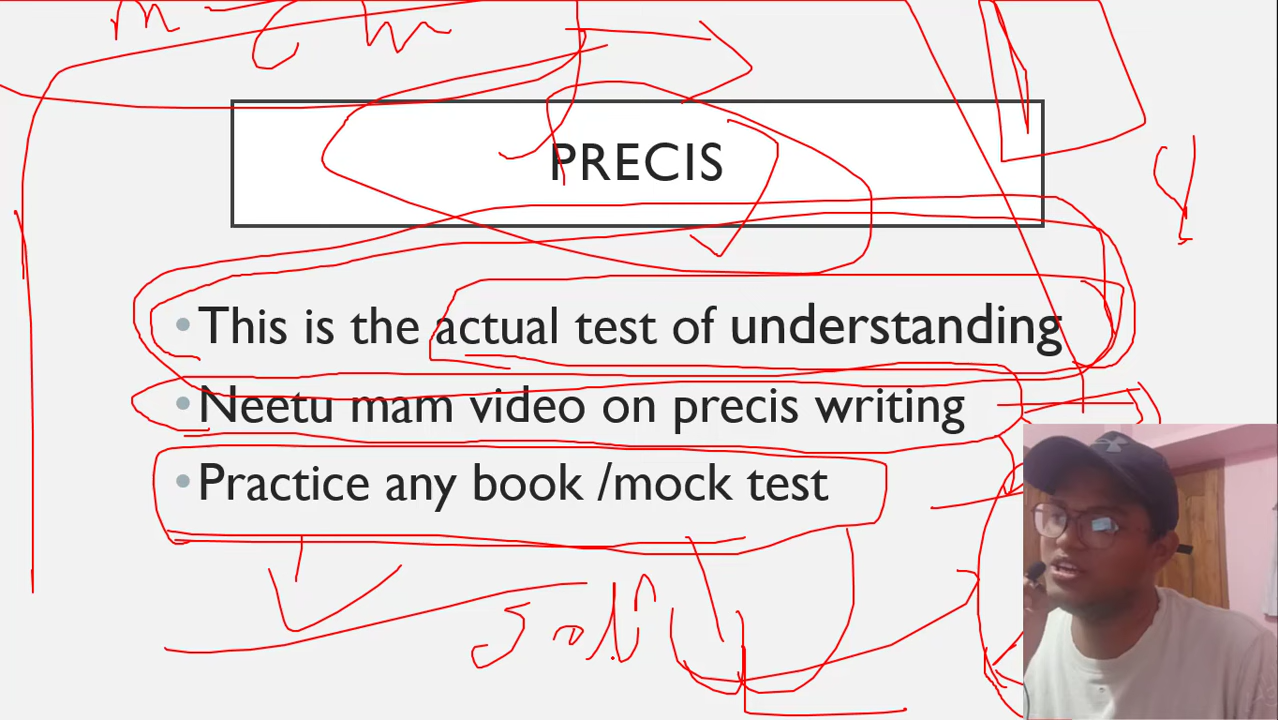 PRECIS
• This is the actual test of understanding
• Neetu mam video on precis writing
• Practice any book /mock test